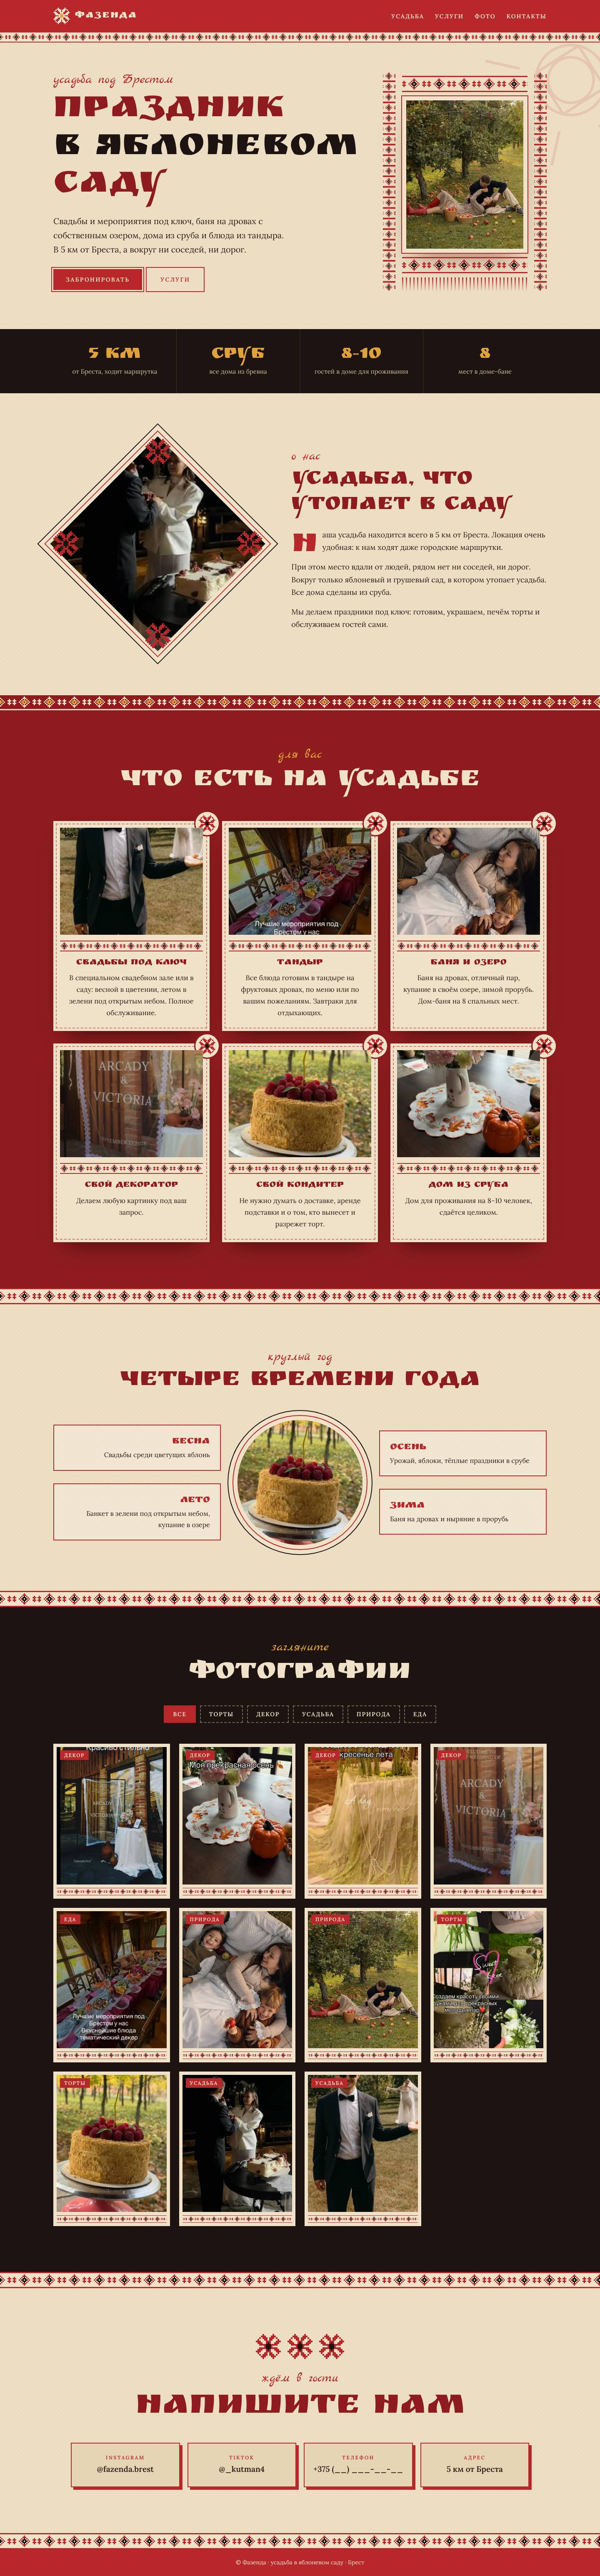 Фазенда
УСАДЬБА УСЛУГИ ФОТО КОНТАКТЫ
усадьба под Брестом
ПРАЗДНИК
В ЯБЛОНЕВОМ
САДУ
Свадьбы и мероприятия под ключ, баня на дровах с
собственным озером, дома из сруба и блюда из тандыра.
В 5 км от Бреста, а вокруг ни соседей, ни дорог.
ЗАБРОНИРОВАТЬ УСЛУГИ
5 КМ
от Бреста, ходит маршрутка
СРУБ
все дома из бревна
8–10
гостей в доме для проживания
8
мест в доме-бане
о нас
УСАДЬБА, ЧТО
УТОПАЕТ В САДУ
Наша усадьба находится всего в 5 км от Бреста. Локация очень
удобная: к нам ходят даже городские маршрутки.
При этом место вдали от людей, рядом нет ни соседей, ни дорог.
Вокруг только яблоневый и грушевый сад, в котором утопает усадьба.
Все дома сделаны из сруба.
Мы делаем праздники под ключ: готовим, украшаем, печём торты и
обслуживаем гостей сами.
для вас
ЧТО ЕСТЬ НА УСАДЬБЕ
СВАДЬБЫ ПОД КЛЮЧ
В специальном свадебном зале или в
саду: весной в цветении, летом в
зелени под открытым небом. Полное
обслуживание.
Лучшие мероприятия под
Брестом у нас
ТАНДЫР
Все блюда готовим в тандыре на
фруктовых дровах, по меню или по
вашим пожеланиям. Завтраки для
отдыхающих.
БАНЯ И ОЗЕРО
Баня на дровах, отличный пар,
купание в своём озере, зимой прорубь.
Дом-баня на 8 спальных мест.
ARCADY
&
VICTORIA
СВОЙ ДЕКОРАТОР
Делаем любую картинку под ваш
запрос.
СВОЙ КОНДИТЕР
Не нужно думать о доставке, аренде
подставки и о том, кто вынесет и
разрежет торт.
ДОМ ИЗ СРУБА
Дом для проживания на 8–10 человек,
сдаётся целиком.
круглый год
ЧЕТЫРЕ ВРЕМЕНИ ГОДА
ВЕСНА
Свадьбы среди цветущих яблонь
ЛЕТО
Банкет в зелени под открытым небом,
купание в озере
ОСЕНЬ
Урожай, яблоки, тёплые праздники в срубе
ЗИМА
Баня на дровах и ныряние в прорубь
загляните
ФОТОГРАФИИ
ВСЕ ТОРТЫ ДЕКОР УСАДЬБА ПРИРОДА ЕДА
ДЕКОР
ARCADY
VICTORIA
ДЕКОР
Моя прекрасная осень
ДЕКОР
кресенье лета
ДЕКОР
ARCADY
&
VICTORIA
ЕДА
Лучшие мероприятия под
Брестом у нас
Вкуснейшие блюда
тематический декор
ПРИРОДА
ПРИРОДА
ТОРТЫ
ТОРТЫ
УСАДЬБА
УСАДЬБА
ждём в гости
НАПИШИТЕ НАМ
INSTAGRAM
@fazenda.brest
TIKTOK
@_kutman4
ТЕЛЕФОН
+375 (__) ___-__-__
АДРЕС
5 км от Бреста
© Фазенда · усадьба в яблоневом саду · Брест